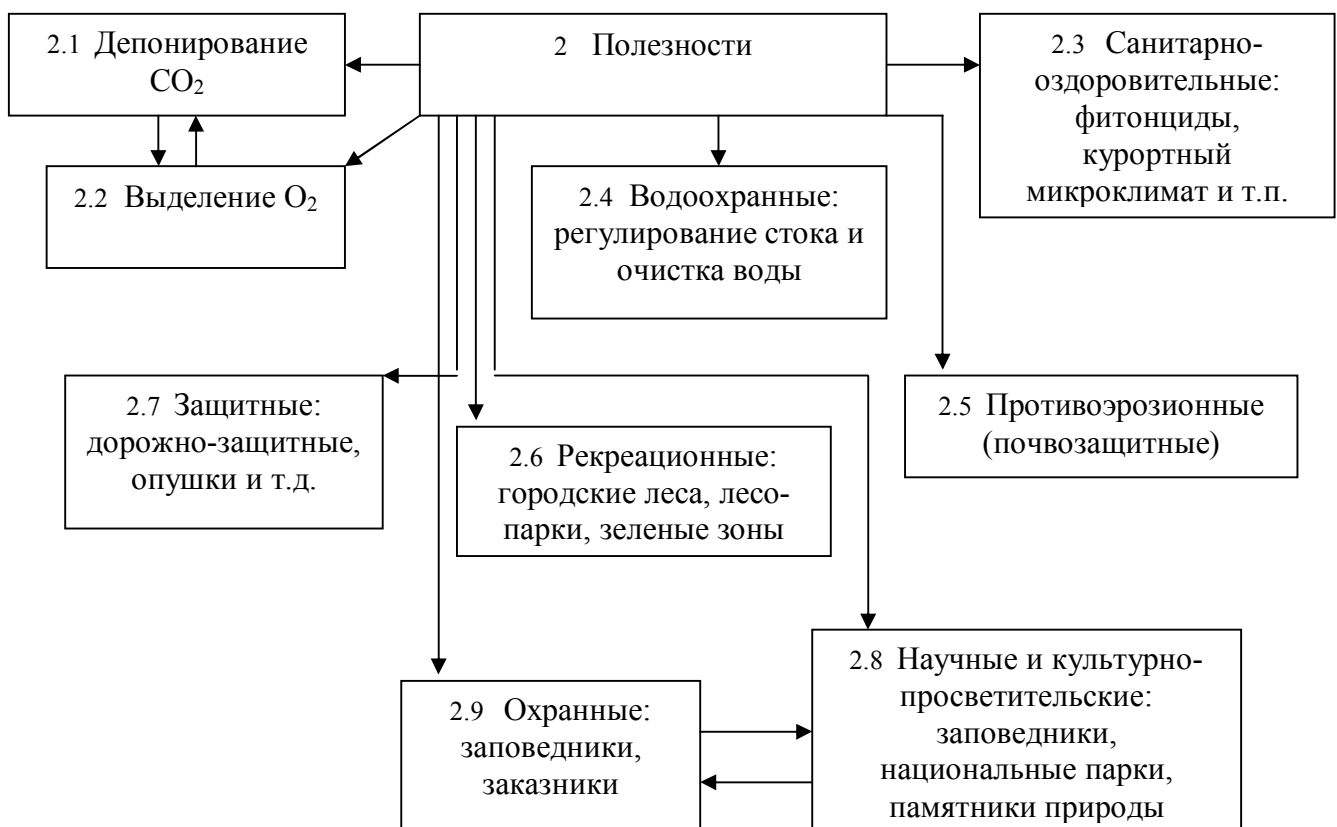 2.1 Депонирование
CO₂
2 Полезности
2.3 Санитарно-
оздоровительные:
фитонциды,
курортный
микроклимат и т.п.
2.2 Выделение O₂
2.4 Водоохранные:
регулирование стока и
очистка воды
2.7 Защитные:
дорожно-защитные,
опушки и т.д.
2.6 Рекреационные:
городские леса, лесо-
парки, зеленые зоны
2.5 Противоэрозионные
(почвозащитные)
2.9 Охранные:
заповедники,
заказники
2.8 Научные и культурно-
просветительские:
заповедники,
национальные парки,
памятники природы